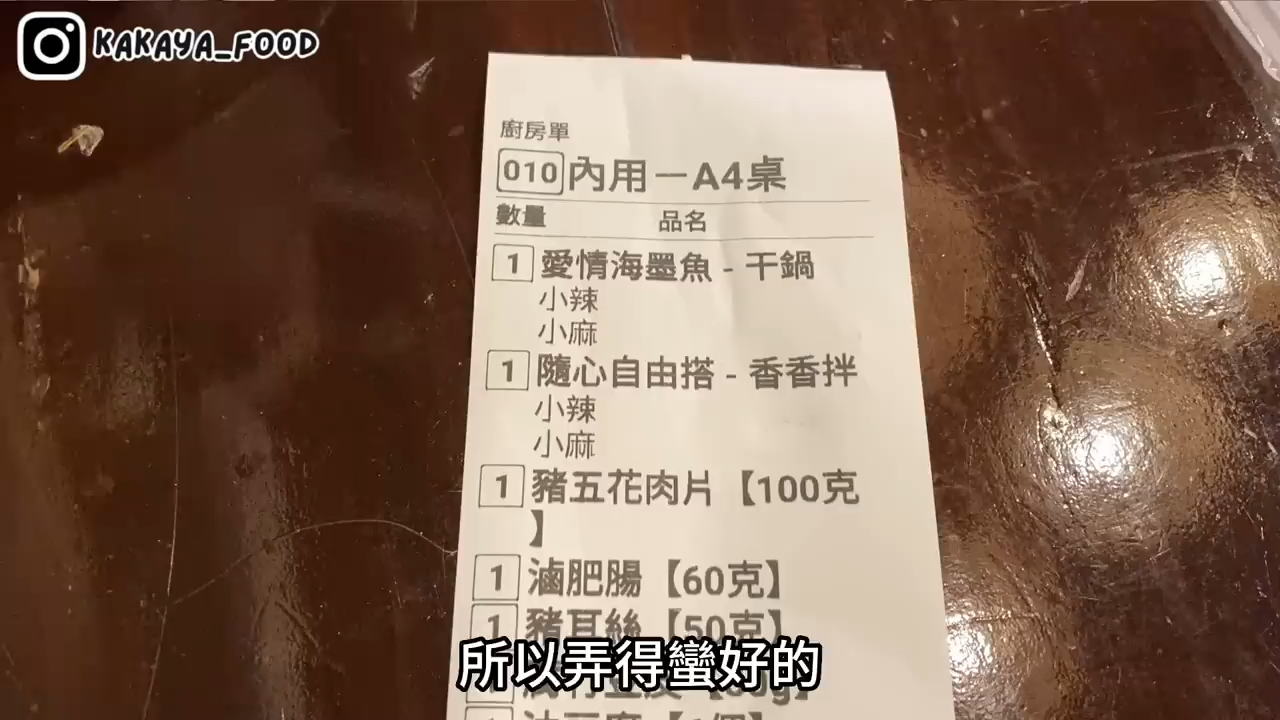 KAKAYA_FOOD
廚房單
010 內用－A4桌
數量 品名
1 愛情海墨魚 - 干鍋
小辣
小麻
1 隨心自由搭 - 香香拌
小辣
小麻
1 豬五花肉片【100克
】
1 滷肥腸【60克】
1 豬耳絲【50克】
所以弄得蠻好的